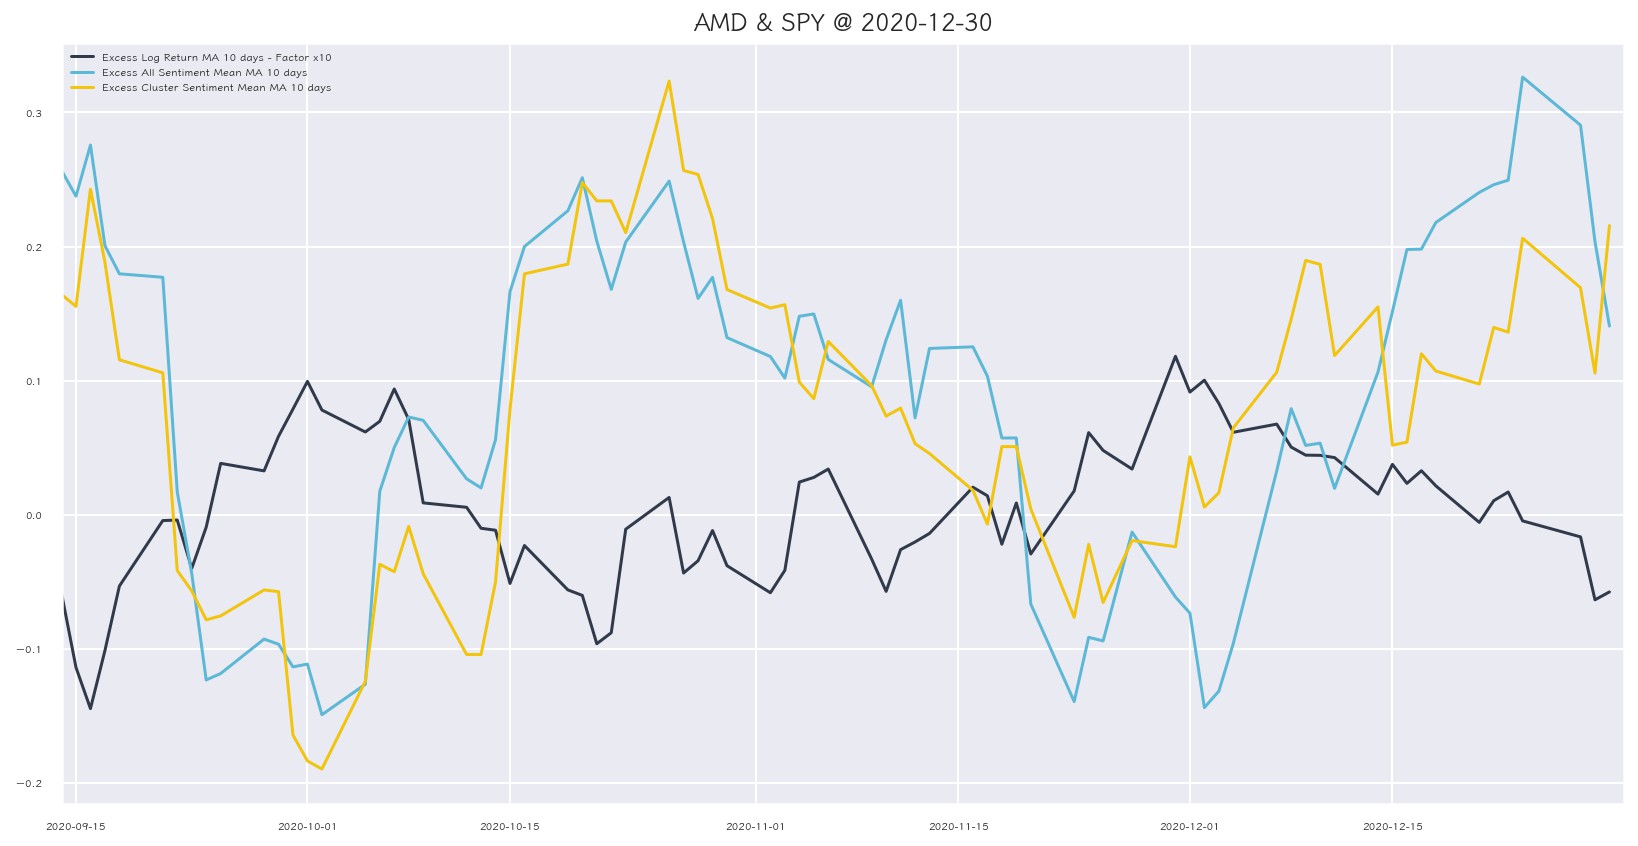 AMD & SPY @ 2020-12-30
Excess Log Return MA 10 days - Factor x10
Excess All Sentiment Mean MA 10 days
Excess Cluster Sentiment Mean MA 10 days
0.3
0.2
0.1
0.0
−0.1
−0.2
2020-09-15 2020-10-01 2020-10-15 2020-11-01 2020-11-15 2020-12-01 2020-12-15